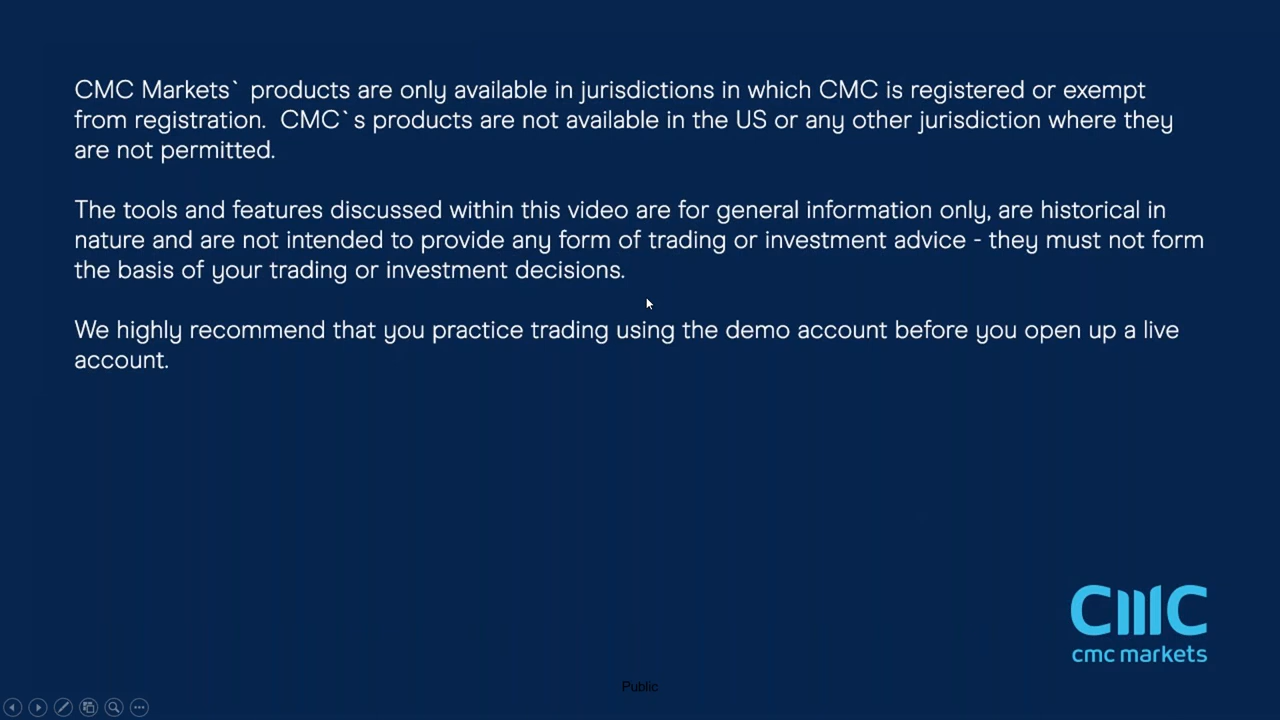 CMC Markets` products are only available in jurisdictions in which CMC is registered or exempt
from registration.  CMC`s products are not available in the US or any other jurisdiction where they
are not permitted.
The tools and features discussed within this video are for general information only, are historical in
nature and are not intended to provide any form of trading or investment advice - they must not form
the basis of your trading or investment decisions.
We highly recommend that you practice trading using the demo account before you open up a live
account.
CMC
cmc markets
Public